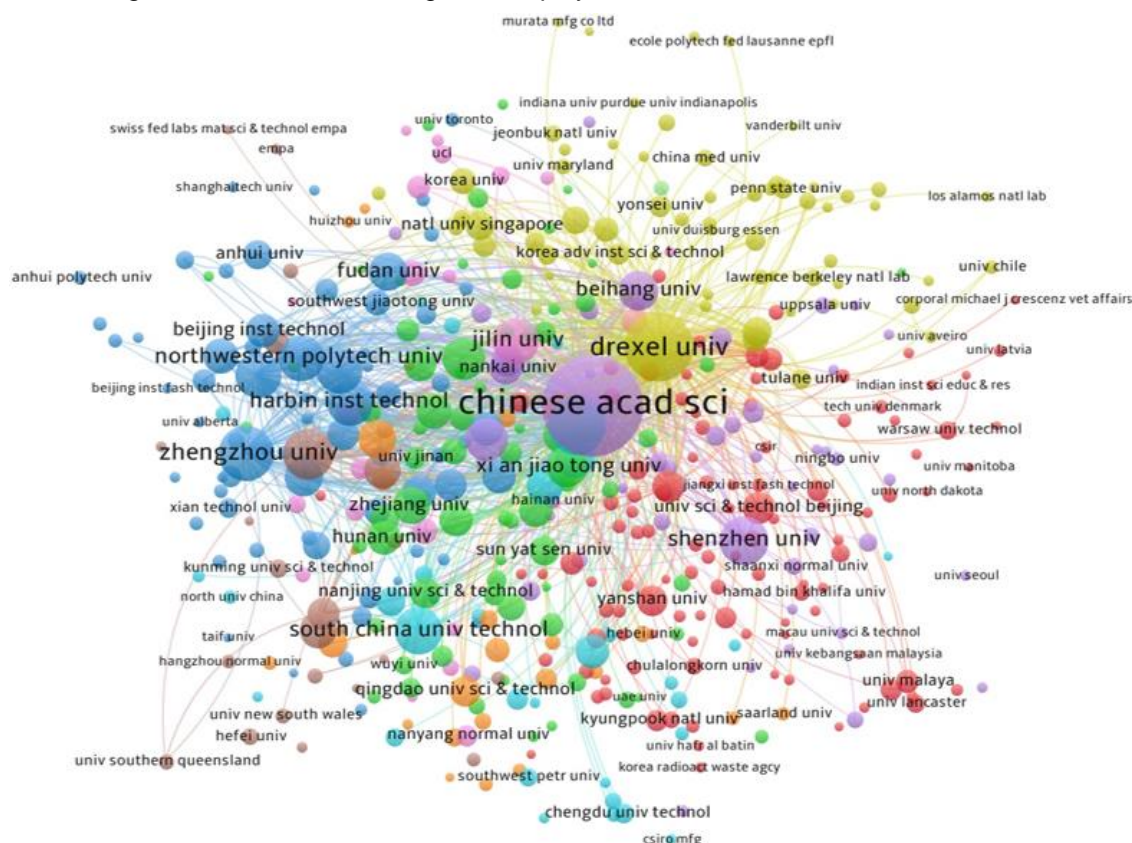 murata mfg co ltd
ecole polytech fed lausanne epfl
indiana univ purdue univ indianapolis
univ toronto
swiss fed labs mat sci & technol empa
jeonbuk natl univ
vanderbilt univ
empa
ucl
univ maryland
china med univ
shanghaitech univ
korea univ
penn state univ
los alamos natl lab
yonsei univ
huizhou univ
natl univ singapore
univ duisburg essen
anhui univ
korea adv inst sci & technol
fudan univ
univ chile
anhui polytech univ
lawrence berkeley natl lab
beihang univ
southwest jiaotong univ
corporal michael j crescenz vet affairs
uppsala univ
beijing inst technol
jilin univ
drexel univ
univ aveiro
univ latvia
northwestern polytech univ
nankai univ
tulane univ
beijing inst fash technol
indian inst sci educ & res
harbin inst technol
chinese acad sci
tech univ denmark
univ alberta
warsaw univ technol
zhengzhou univ
csir
univ jinan
ningbo univ
xi an jiao tong univ
univ manitoba
jiangxi inst fash technol
univ north dakota
hainan univ
xian technol univ
zhejiang univ
univ sci & technol beijing
hunan univ
shenzhen univ
sun yat sen univ
kunming univ sci & technol
shaanxi normal univ
univ seoul
nanjing univ sci & technol
hamad bin khalifa univ
north univ china
yanshan univ
south china univ technol
hebei univ
macau univ sci & technol
taif univ
univ kebangsaan malaysia
hangzhou normal univ
wuyi univ
chulalongkorn univ
univ malaya
qingdao univ sci & technol
uae univ
univ lancaster
univ new south wales
kyungpook natl univ
saarland univ
hefei univ
nanyang normal univ
univ hafr al batin
univ southern queensland
korea radioact waste agcy
southwest petr univ
chengdu univ technol
csiro mfg